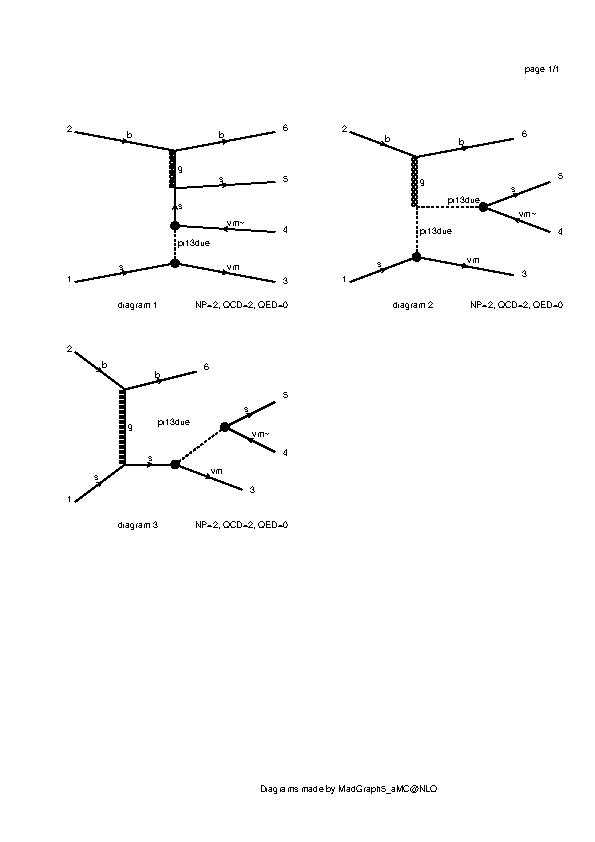 page 1/1
2 b b 6
g
s 5
s
vm~ 4
pi13due
1 s vm 3
diagram 1 NP=2, QCD=2, QED=0
2 b b 6
g
s 5
pi13due
vm~ 4
pi13due
1 s vm 3
diagram 2 NP=2, QCD=2, QED=0
2 b b 6
s 5
pi13due
g
vm~ 4
s
vm
1 s 3
diagram 3 NP=2, QCD=2, QED=0
Diagrams made by MadGraph5_aMC@NLO